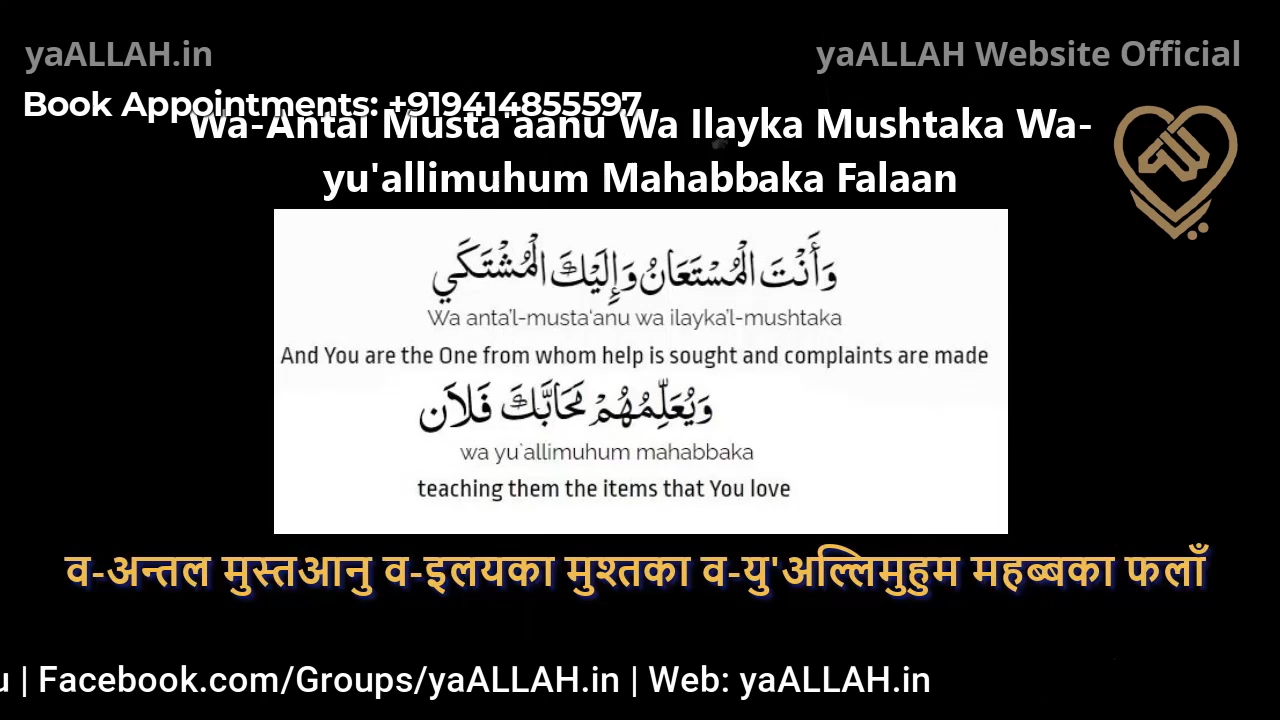 yaALLAH.in
yaALLAH Website Official
Book Appointments: +919414855597
Wa-Antal Musta'aanu Wa Ilayka Mushtaka Wa-
yu'allimuhum Mahabbaka Falaan
وَأَنْتَ الْمُسْتَعَانُ وَإِلَيْكَ الْمُشْتَكَي
Wa anta'l-musta'anu wa ilayka'l-mushtaka
And You are the One from whom help is sought and complaints are made
وَيُعَلِّمُهُمْ مَحَابَّكَ فَلاَن
wa yu`allimuhum mahabbaka
teaching them the items that You love
व-अन्तल मुस्तआनु व-इलयका मुश्तका व-यु'अल्लिमुहुम महब्बका फलाँ
u | Facebook.com/Groups/yaALLAH.in | Web: yaALLAH.in